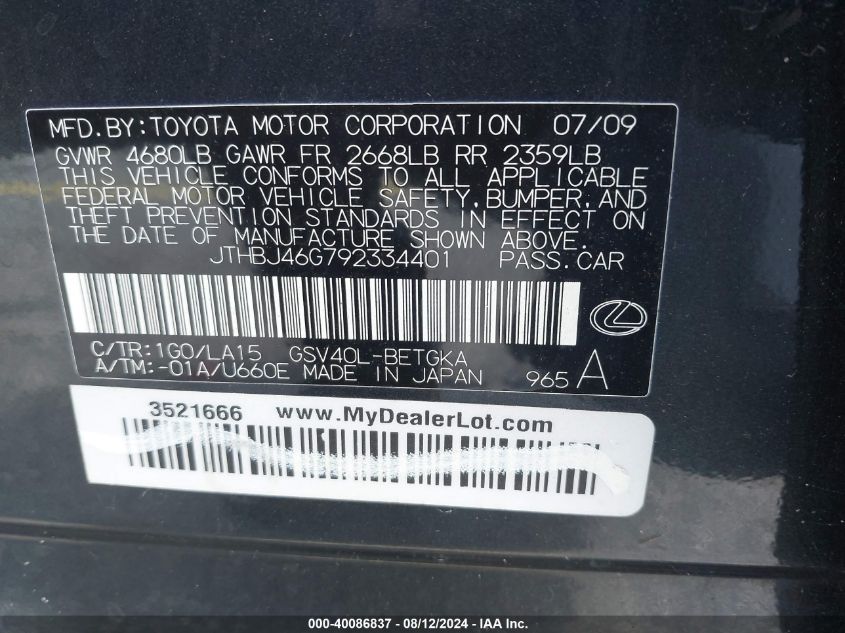 MFD.BY:TOYOTA MOTOR CORPORATION 07/09
GVWR 4680LB GAWR FR 2668LB RR 2359LB
THIS VEHICLE CONFORMS TO ALL APPLICABLE
FEDERAL MOTOR VEHICLE SAFETY,BUMPER,AND
THEFT PREVENTION STANDARDS IN EFFECT ON
THE DATE OF MANUFACTURE SHOWN ABOVE.
JTHBJ46G792334401 PASS.CAR
C/TR:1G0/LA15 GSV40L-BETGKA
A/TM:-01A/U660E MADE IN JAPAN 965 A
3521666 www.MyDealerLot.com
000-40086837 - 08/12/2024 - IAA Inc.